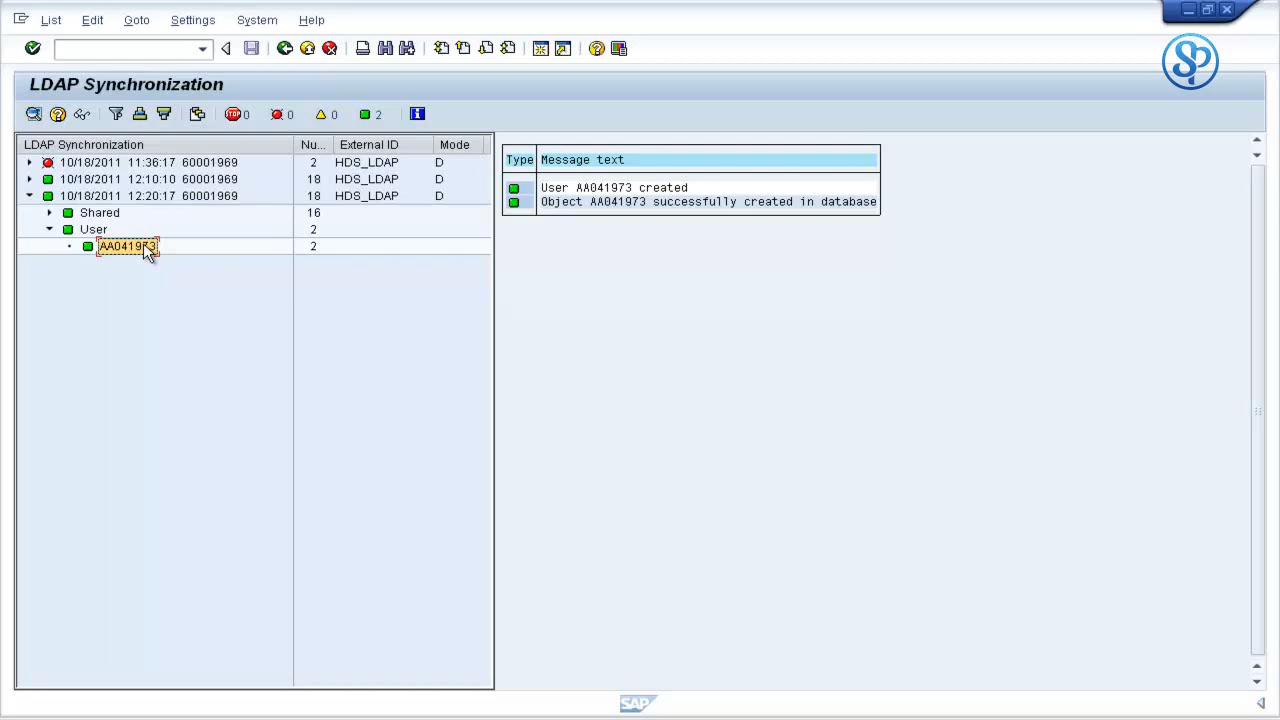 List Edit Goto Settings System Help
SP
LDAP Synchronization
STOP 0 0 0 2
LDAP Synchronization Nu... External ID Mode
10/18/2011 11:36:17 60001969 2 HDS_LDAP D
10/18/2011 12:10:10 60001969 18 HDS_LDAP D
10/18/2011 12:20:17 60001969 18 HDS_LDAP D
Shared 16
User 2
AA041973 2
Type Message text
User AA041973 created
Object AA041973 successfully created in database
SAP